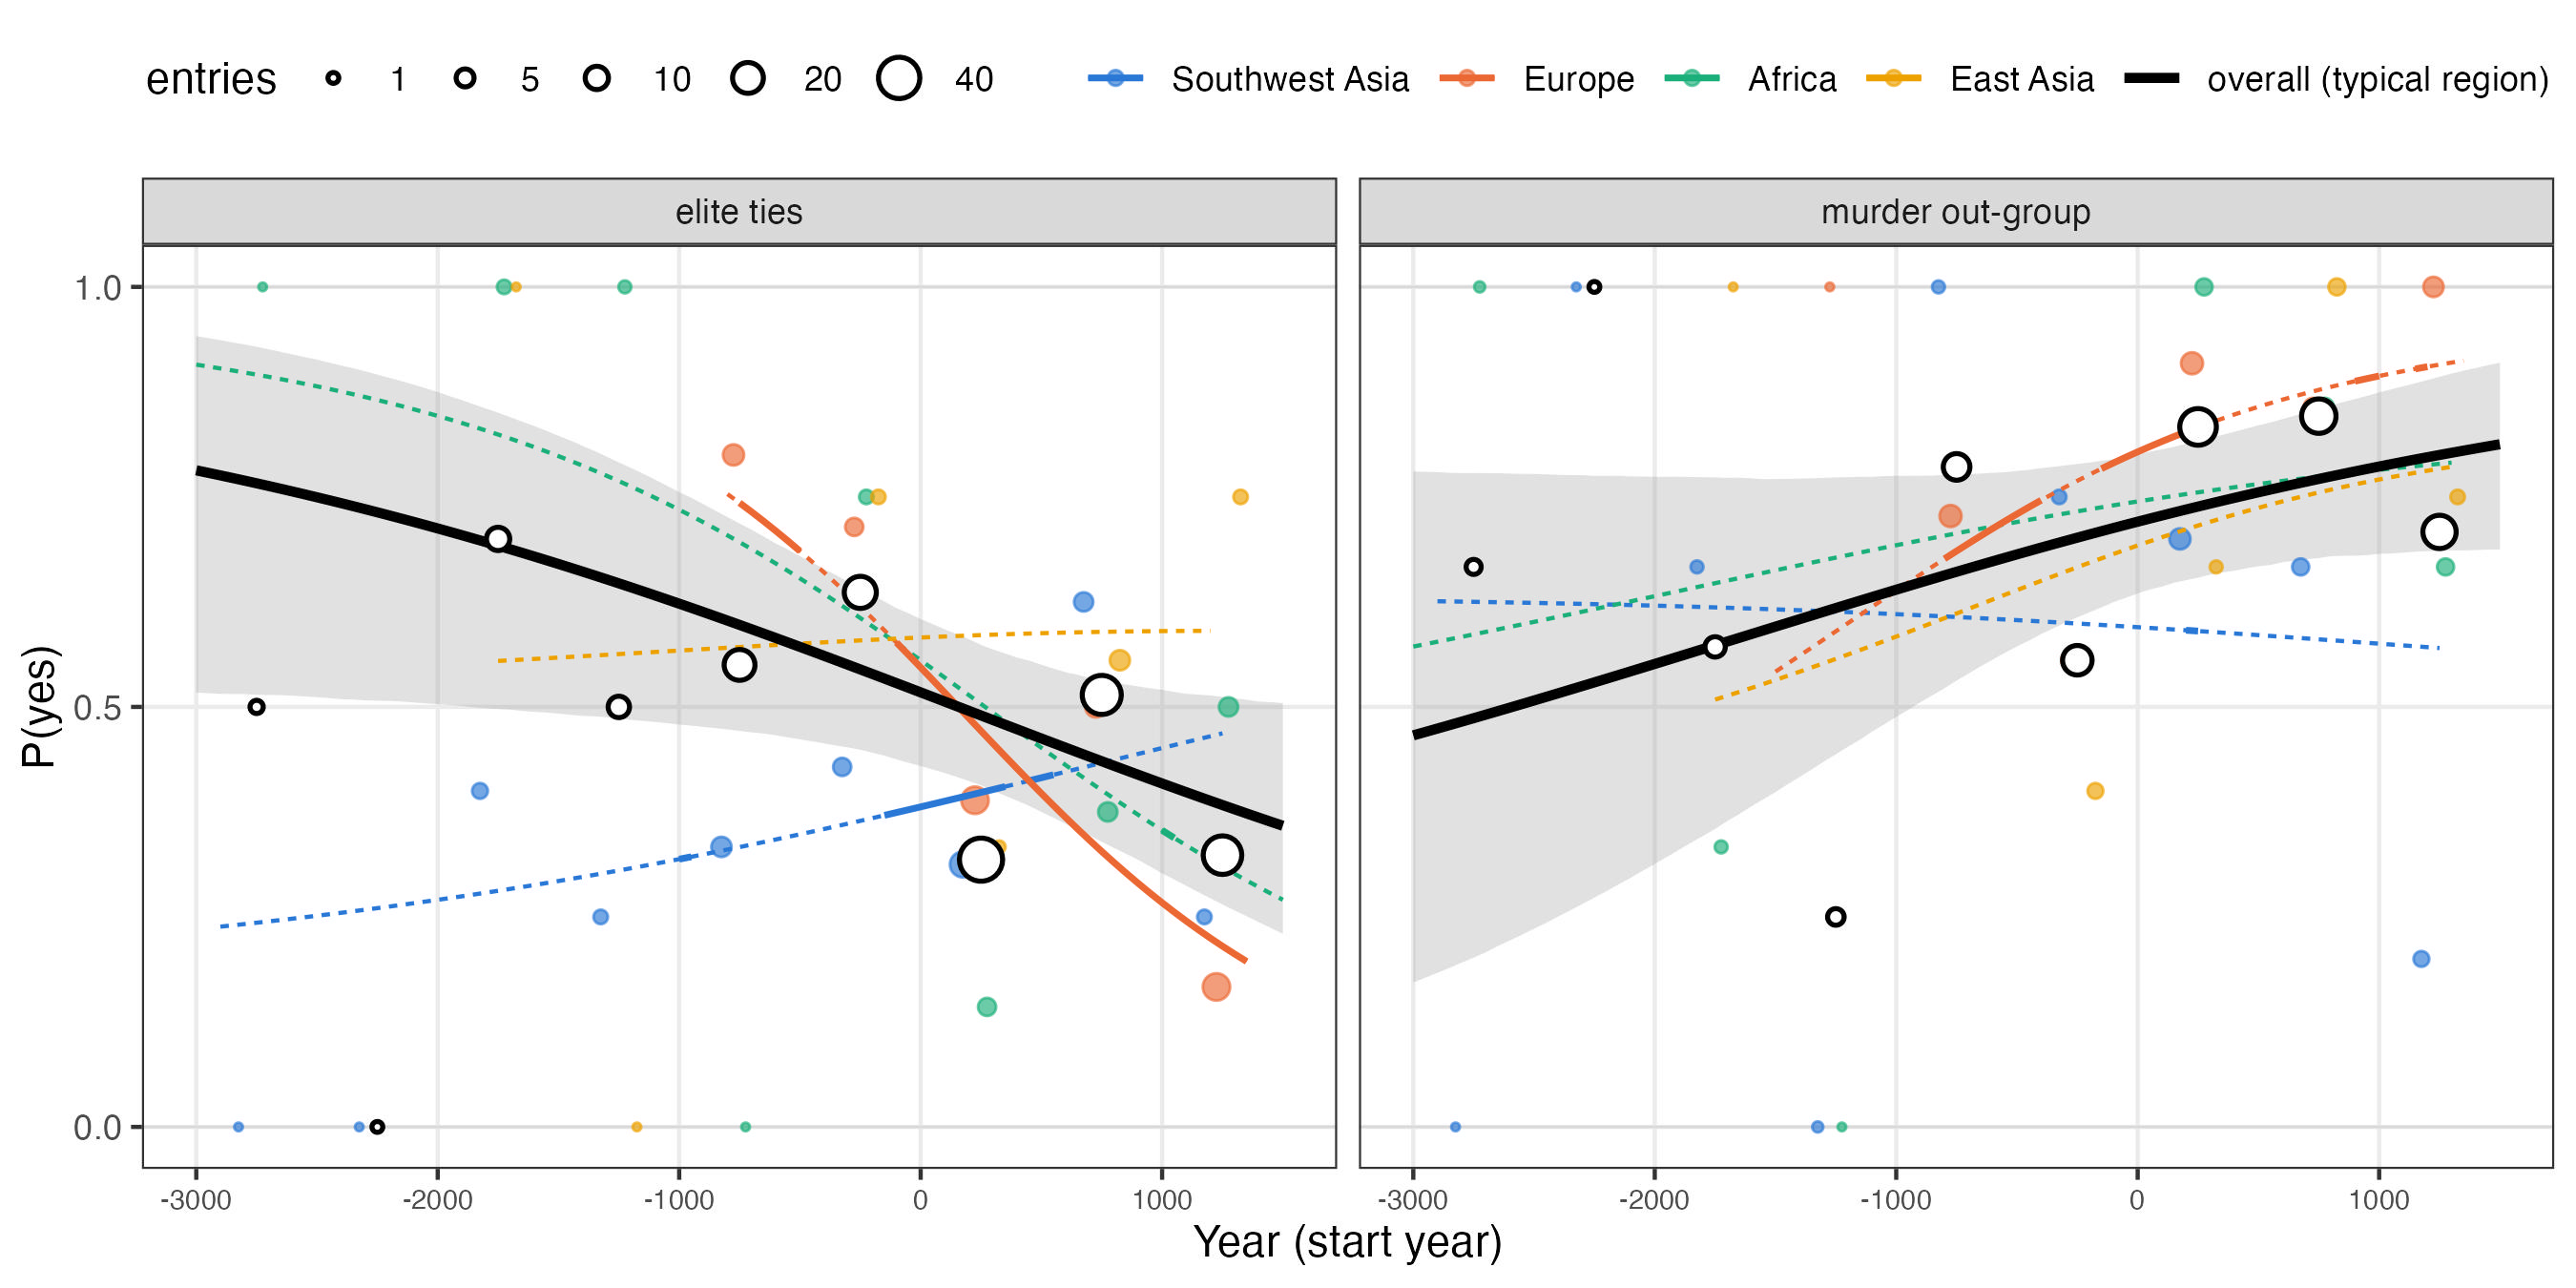 entries 1 5 10 20 40 Southwest Asia Europe Africa East Asia overall (typical region)
elite ties murder out-group
1.0
0.5
0.0
P(yes)
-3000 -2000 -1000 0 1000 -3000 -2000 -1000 0 1000
Year (start year)